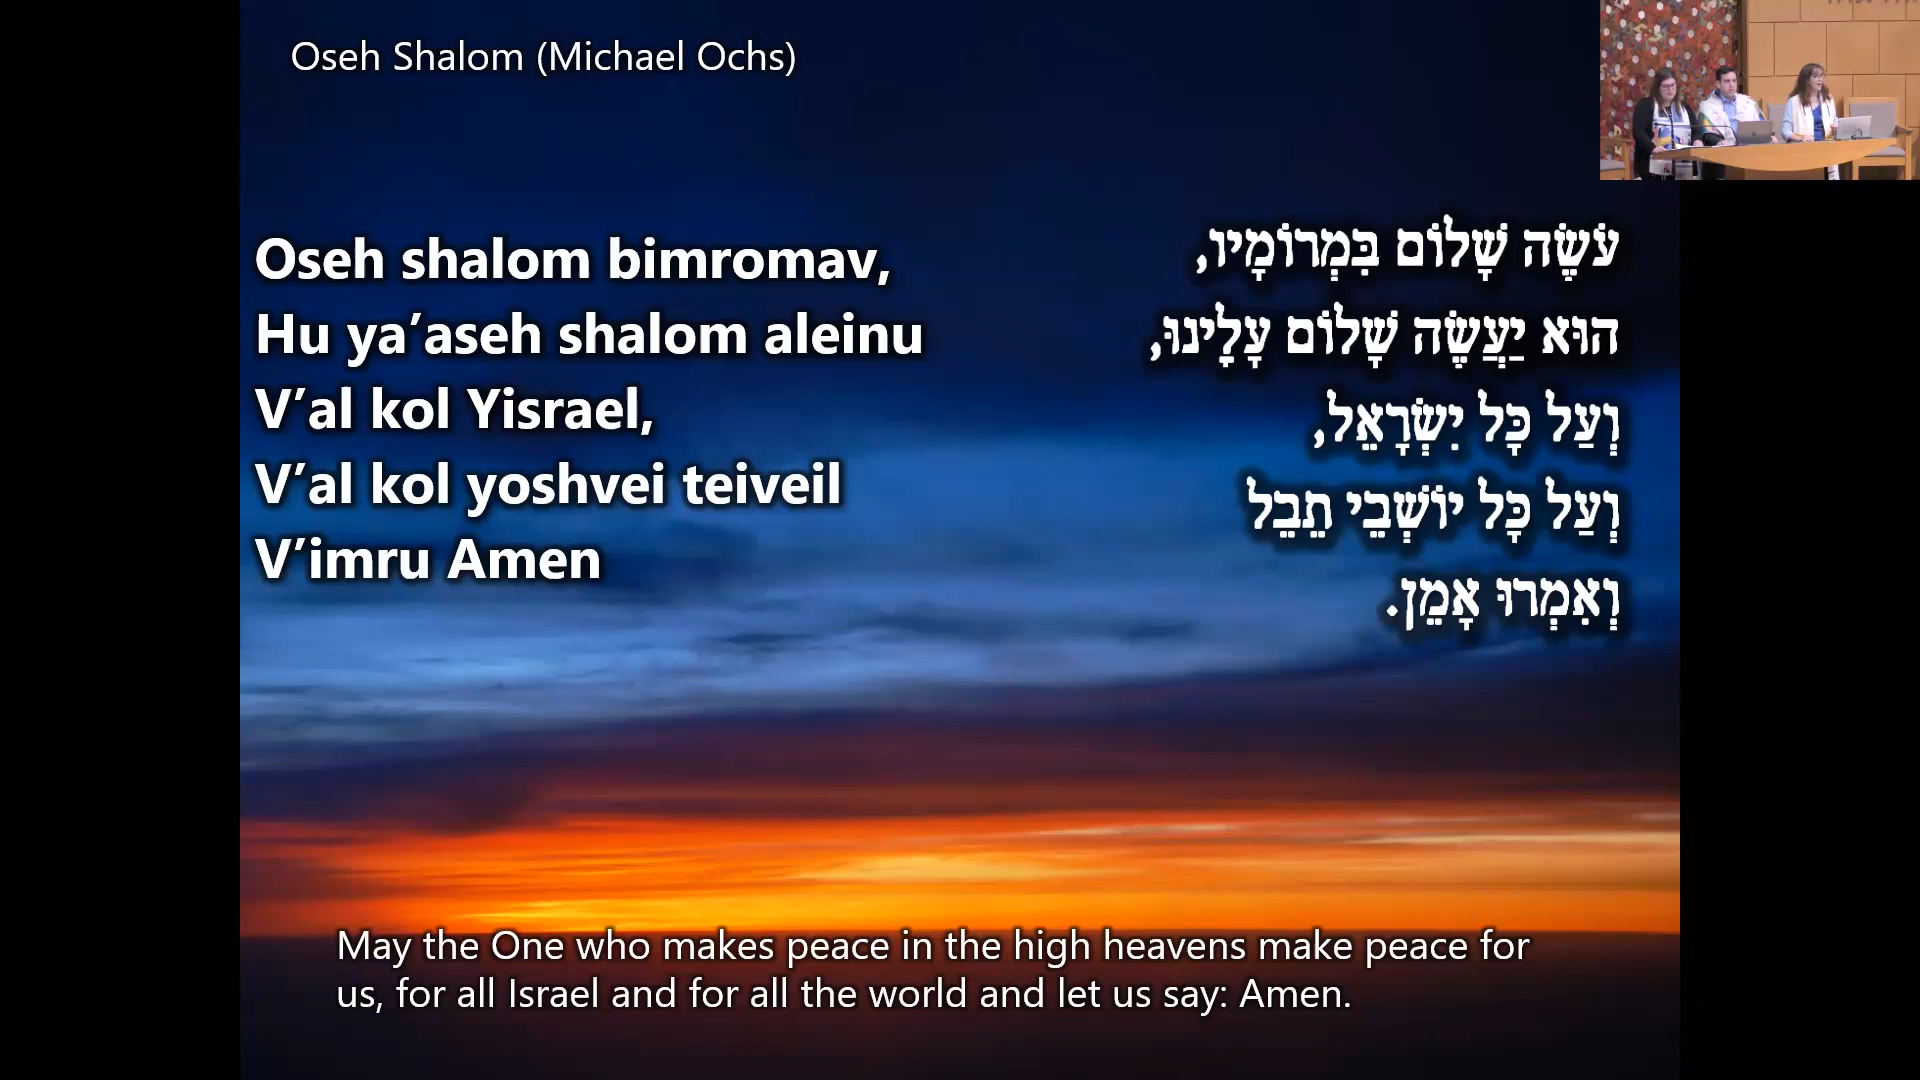 Oseh Shalom (Michael Ochs)
Oseh shalom bimromav,
Hu ya’aseh shalom aleinu
V’al kol Yisrael,
V’al kol yoshvei teiveil
V’imru Amen
עֹשֶׂה שָׁלוֹם בִּמְרוֹמָיו,
הוּא יַעֲשֶׂה שָׁלוֹם עָלֵינוּ,
וְעַל כָּל יִשְׂרָאֵל,
וְעַל כָּל יוֹשְׁבֵי תֵבֵל
וְאִמְרוּ אָמֵן.
May the One who makes peace in the high heavens make peace for
us, for all Israel and for all the world and let us say: Amen.